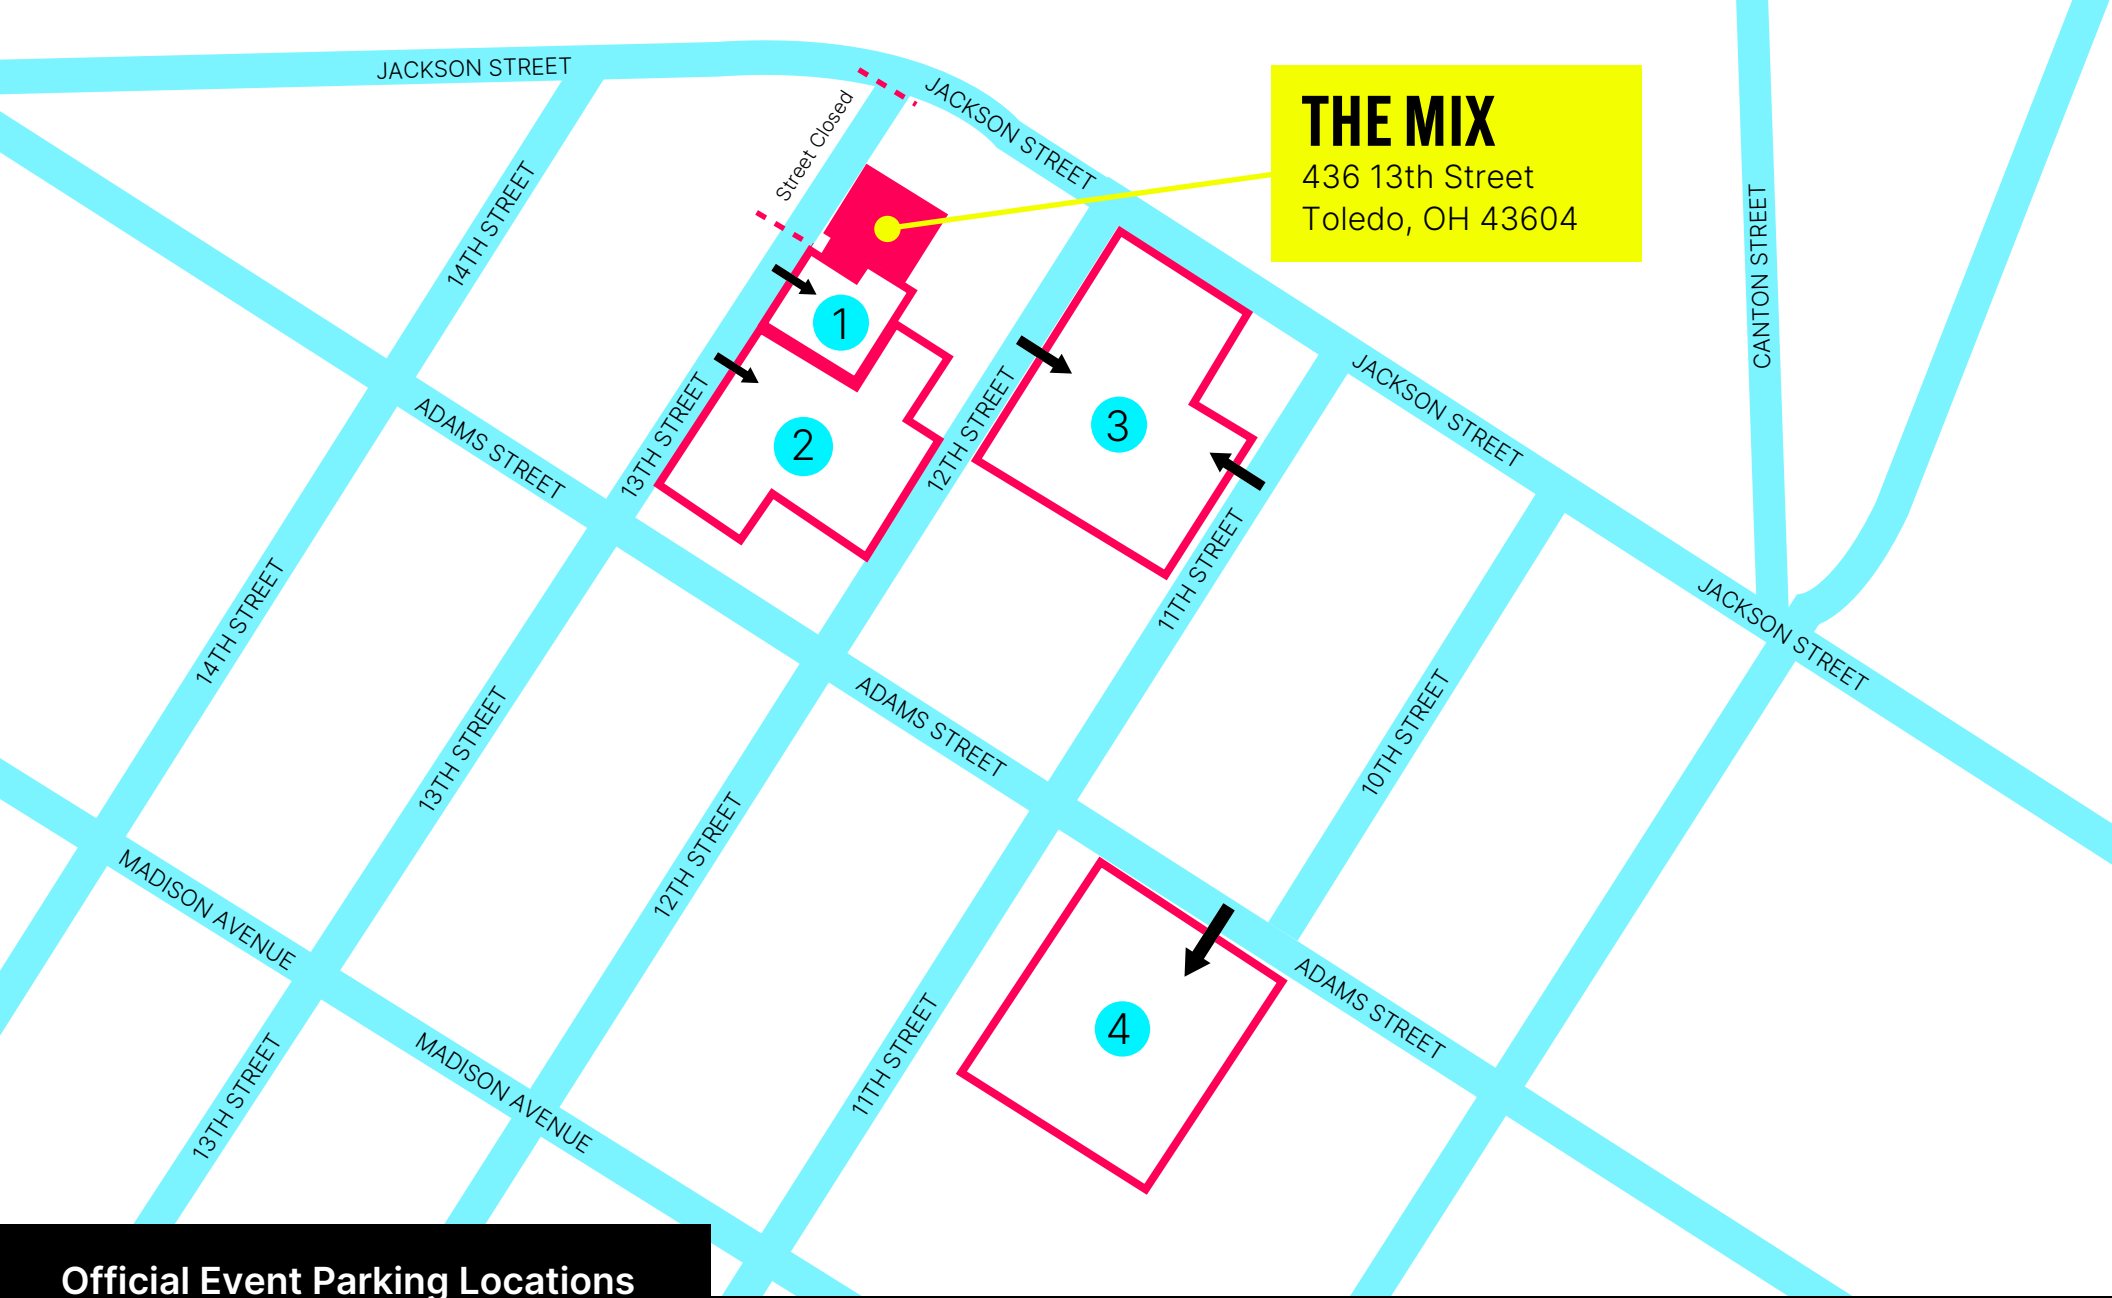 JACKSON STREET
JACKSON STREET
Street Closed
THE MIX
436 13th Street
Toledo, OH 43604
14TH STREET
CANTON STREET
1
JACKSON STREET
ADAMS STREET
13TH STREET
2
12TH STREET
3
11TH STREET
14TH STREET
JACKSON STREET
13TH STREET
ADAMS STREET
10TH STREET
12TH STREET
MADISON AVENUE
ADAMS STREET
4
11TH STREET
13TH STREET
MADISON AVENUE
Official Event Parking Locations